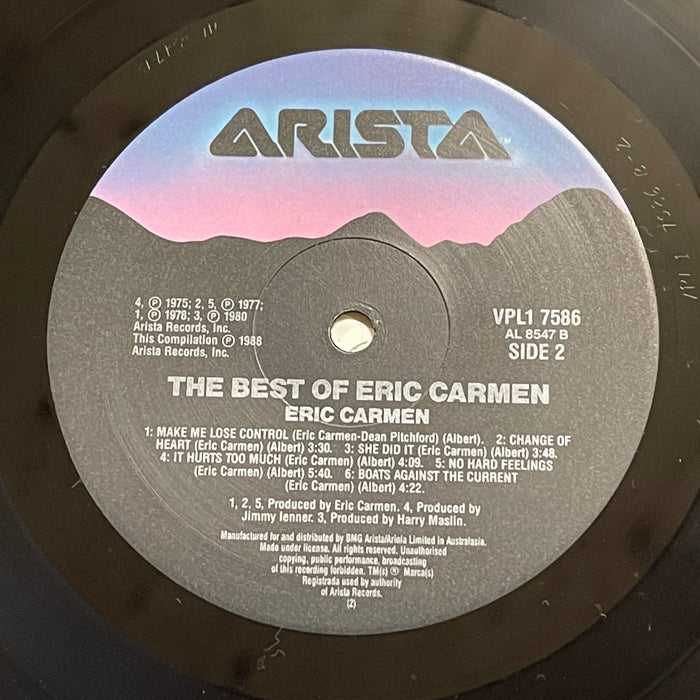 ARISTA
4, ℗ 1975; 2, 5, ℗ 1977;
1, ℗ 1978; 3, ℗ 1980
Arista Records, Inc.
This Compilation ℗ 1988
Arista Records, Inc.
VPL1 7586
AL 8547 B
SIDE 2
THE BEST OF ERIC CARMEN
ERIC CARMEN
1: MAKE ME LOSE CONTROL (Eric Carmen-Dean Pitchford) (Albert). 2: CHANGE OF
HEART (Eric Carmen) (Albert) 3:30. 3: SHE DID IT (Eric Carmen) (Albert) 3:48.
4: IT HURTS TOO MUCH (Eric Carmen) (Albert) 4:09. 5: NO HARD FEELINGS
(Eric Carmen) (Albert) 5:40. 6: BOATS AGAINST THE CURRENT
(Eric Carmen) (Albert) 4:22.
1, 2, 5, Produced by Eric Carmen. 4, Produced by
Jimmy Ienner. 3, Produced by Harry Maslin.
Manufactured for and distributed by BMG Arista/Ariola Limited in Australasia.
Made under license. All rights reserved. Unauthorised
copying, public performance, broadcasting
of this recording forbidden. TM(s) ® Marca(s)
Registrada used by authority
of Arista Records.
(2)